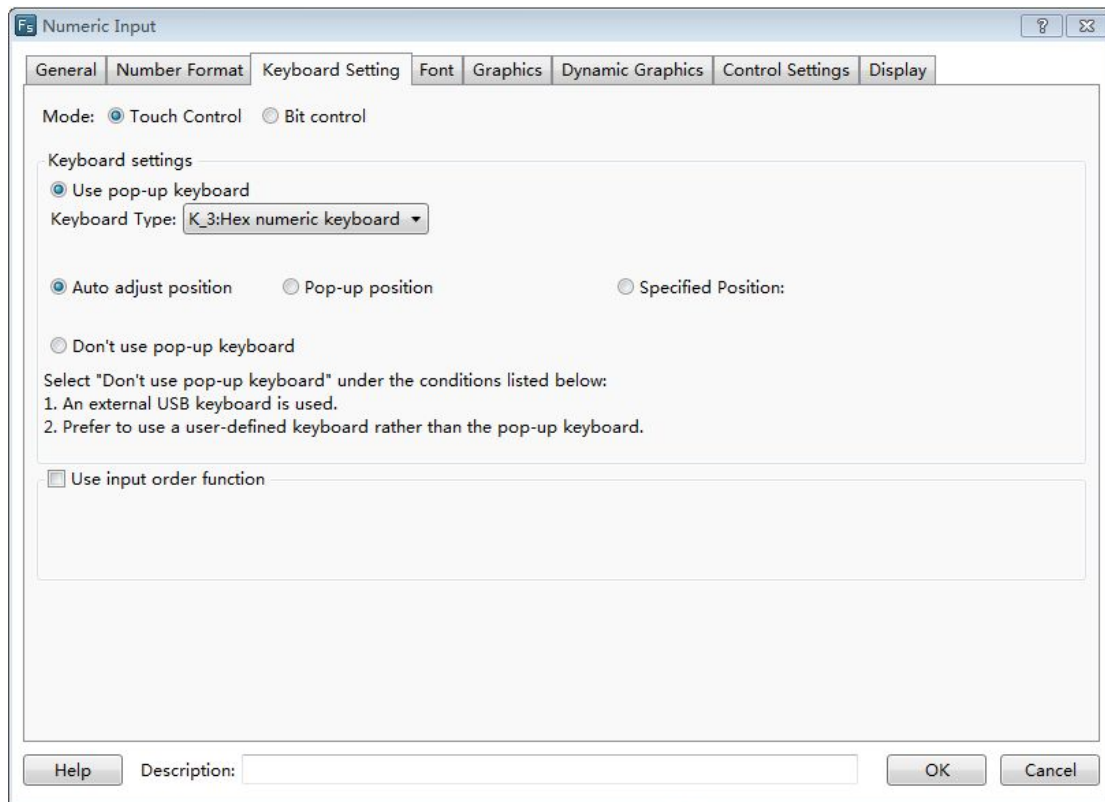 Fs Numeric Input
General Number Format Keyboard Setting Font Graphics Dynamic Graphics Control Settings Display
Mode: Touch Control Bit control
Keyboard settings
Use pop-up keyboard
Keyboard Type: K_3:Hex numeric keyboard
Auto adjust position Pop-up position Specified Position:
Don't use pop-up keyboard
Select "Don't use pop-up keyboard" under the conditions listed below:
1. An external USB keyboard is used.
2. Prefer to use a user-defined keyboard rather than the pop-up keyboard.
Use input order function
Help Description: OK Cancel